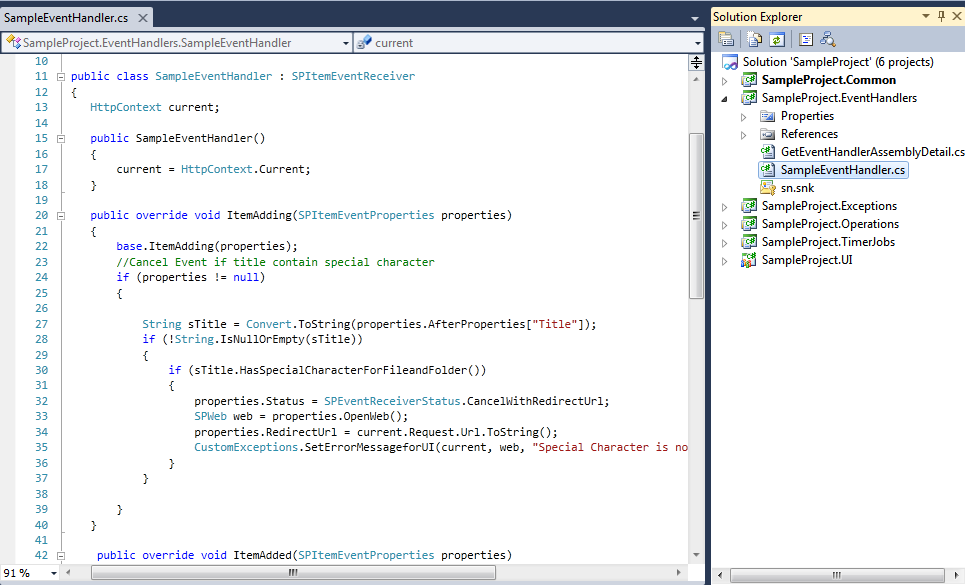 SampleEventHandler.cs
SampleProject.EventHandlers.SampleEventHandler
current
10
11 public class SampleEventHandler : SPItemEventReceiver
12 {
13 HttpContext current;
14
15 public SampleEventHandler()
16 {
17 current = HttpContext.Current;
18 }
19
20 public override void ItemAdding(SPItemEventProperties properties)
21 {
22 base.ItemAdding(properties);
23 //Cancel Event if title contain special character
24 if (properties != null)
25 {
26
27 String sTitle = Convert.ToString(properties.AfterProperties["Title"]);
28 if (!String.IsNullOrEmpty(sTitle))
29 {
30 if (sTitle.HasSpecialCharacterForFileandFolder())
31 {
32 properties.Status = SPEventReceiverStatus.CancelWithRedirectUrl;
33 SPWeb web = properties.OpenWeb();
34 properties.RedirectUrl = current.Request.Url.ToString();
35 CustomExceptions.SetErrorMessageforUI(current, web, "Special Character is no
36 }
37 }
38
39 }
40 }
41
42 public override void ItemAdded(SPItemEventProperties properties)
91 %
Solution Explorer
Solution 'SampleProject' (6 projects)
SampleProject.Common
SampleProject.EventHandlers
Properties
References
GetEventHandlerAssemblyDetail.cs
SampleEventHandler.cs
sn.snk
SampleProject.Exceptions
SampleProject.Operations
SampleProject.TimerJobs
SampleProject.UI